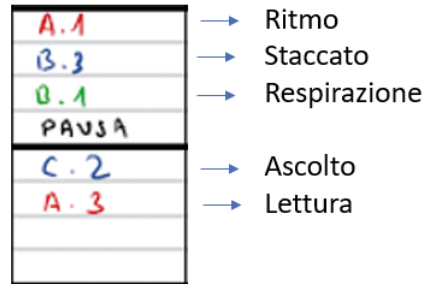 A.1 → Ritmo
B.3 → Staccato
B.1 → Respirazione
PAUSA
C.2 → Ascolto
A.3 → Lettura